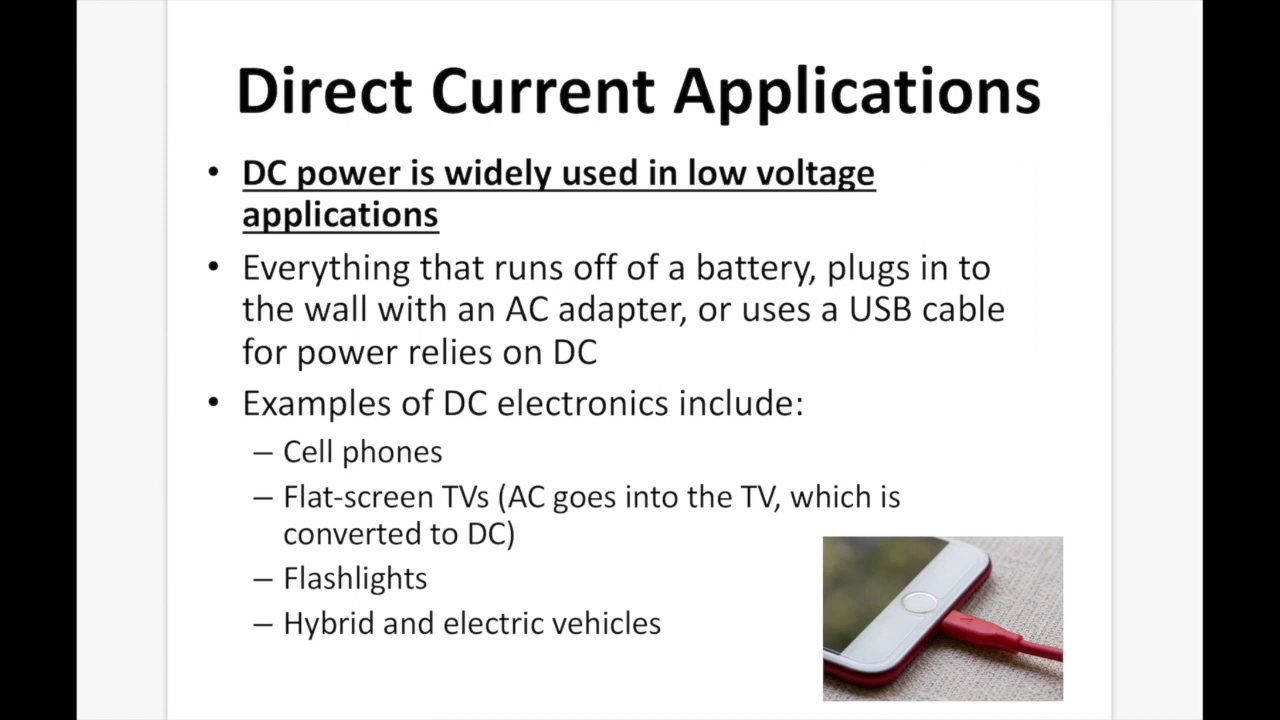 Direct Current Applications
• DC power is widely used in low voltage
applications
• Everything that runs off of a battery, plugs in to
the wall with an AC adapter, or uses a USB cable
for power relies on DC
• Examples of DC electronics include:
– Cell phones
– Flat-screen TVs (AC goes into the TV, which is
converted to DC)
– Flashlights
– Hybrid and electric vehicles